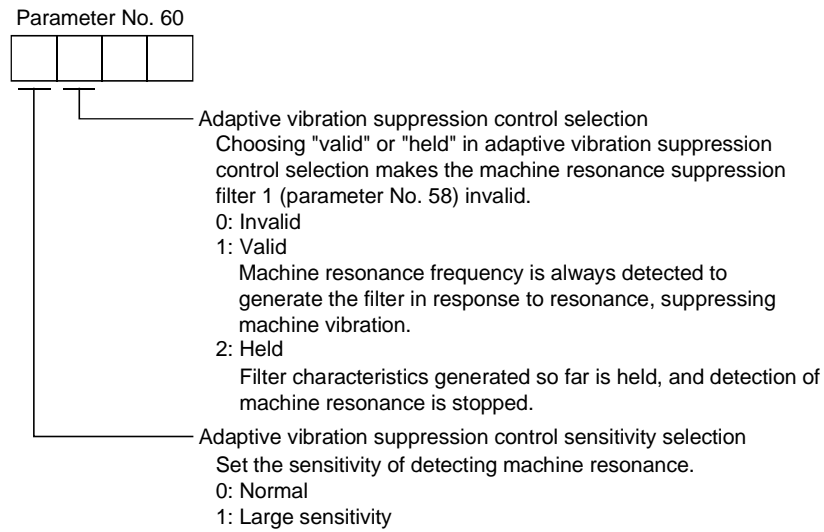 Parameter No. 60
Adaptive vibration suppression control selection
Choosing "valid" or "held" in adaptive vibration suppression
control selection makes the machine resonance suppression
filter 1 (parameter No. 58) invalid.
0: Invalid
1: Valid
Machine resonance frequency is always detected to
generate the filter in response to resonance, suppressing
machine vibration.
2: Held
Filter characteristics generated so far is held, and detection of
machine resonance is stopped.
Adaptive vibration suppression control sensitivity selection
Set the sensitivity of detecting machine resonance.
0: Normal
1: Large sensitivity